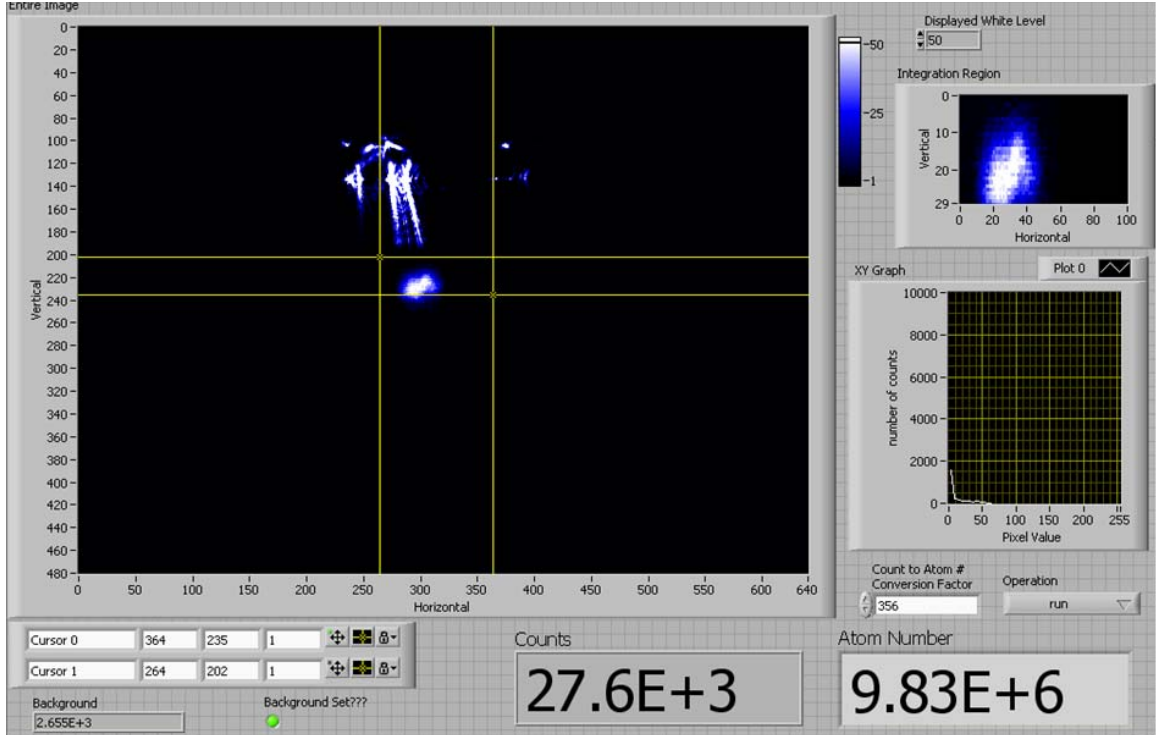 Entire Image
0
20
40
60
80
100
120
140
160
180
200
220
240
260
280
300
320
340
360
380
400
420
440
460
480
Vertical
0 50 100 150 200 250 300 350 400 450 500 550 600 640
Horizontal
50
25
1
Displayed White Level
50
Integration Region
0
10
20
29
Vertical
0 20 40 60 80 100
Horizontal
XY Graph
Plot 0
10000
8000
6000
4000
2000
0
number of counts
0 50 100 150 200 255
Pixel Value
Count to Atom #
Conversion Factor
356
Operation
run
Cursor 0 364 235 1
Cursor 1 264 202 1
Background
2.655E+3
Background Set???
Counts
27.6E+3
Atom Number
9.83E+6